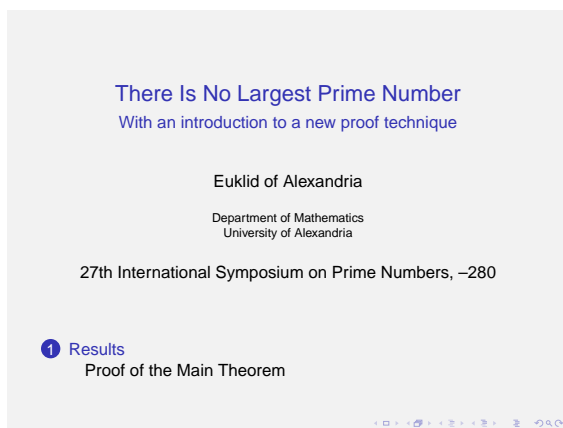 There Is No Largest Prime Number
With an introduction to a new proof technique
Euklid of Alexandria
Department of Mathematics
University of Alexandria
27th International Symposium on Prime Numbers, –280
1 Results
Proof of the Main Theorem